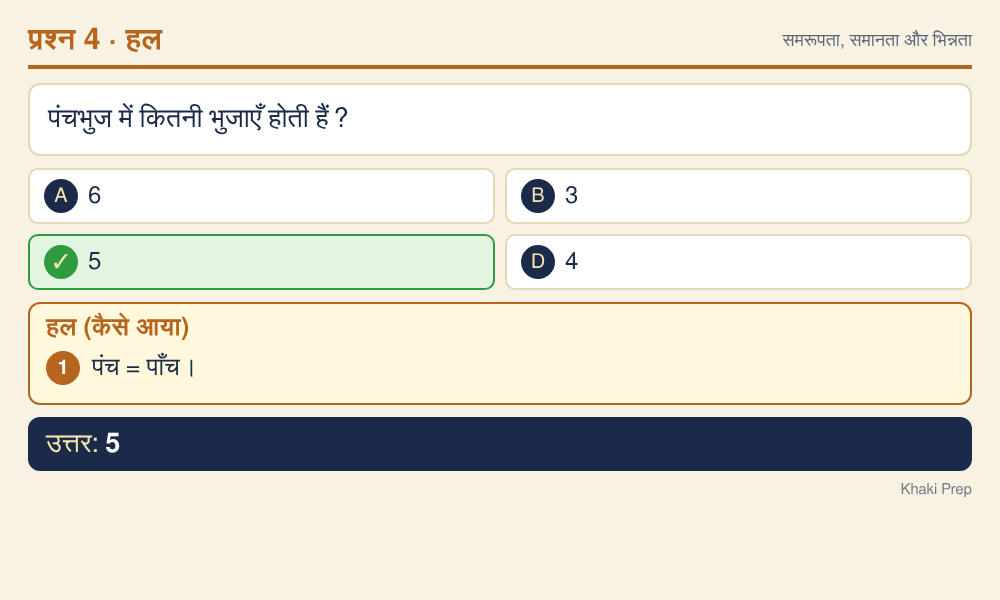 प्रश्न 4 · हल
समरूपता, समानता और भिन्नता
पंचभुज में कितनी भुजाएँ होती हैं ?
A 6
B 3
✓ 5
D 4
हल (कैसे आया)
1 पंच = पाँच ।
उत्तर: 5
Khaki Prep